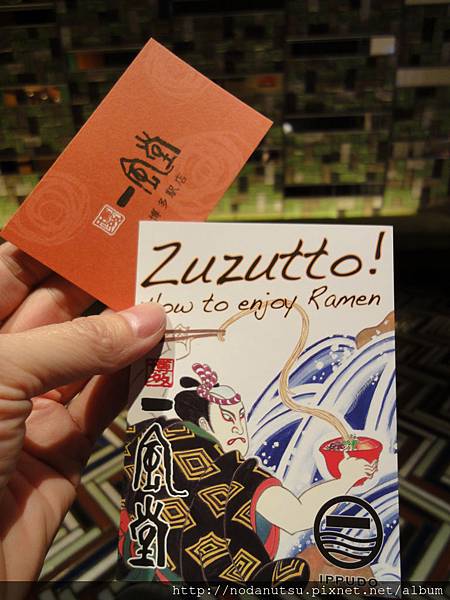 一風堂
博多駅店
Zuzutto!
How to enjoy Ramen
一風堂
IPPUDO
http://nodanutsu.pixnet.net/album